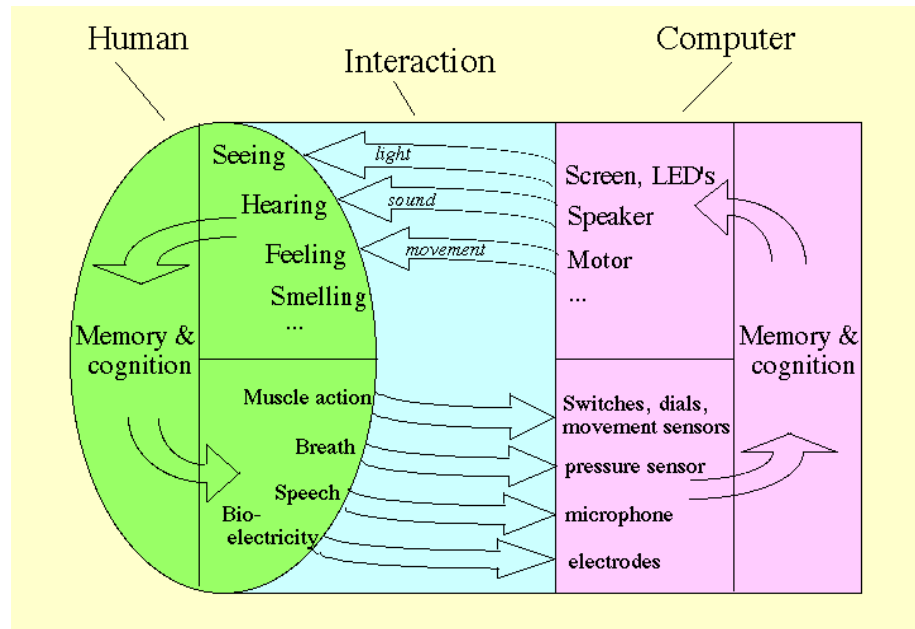 Human
Interaction
Computer
Seeing
Hearing
Feeling
Smelling
...
Memory &
cognition
Muscle action
Breath
Speech
Bio-
electricity
light
sound
movement
Screen, LED's
Speaker
Motor
...
Switches, dials,
movement sensors
pressure sensor
microphone
electrodes
Memory &
cognition